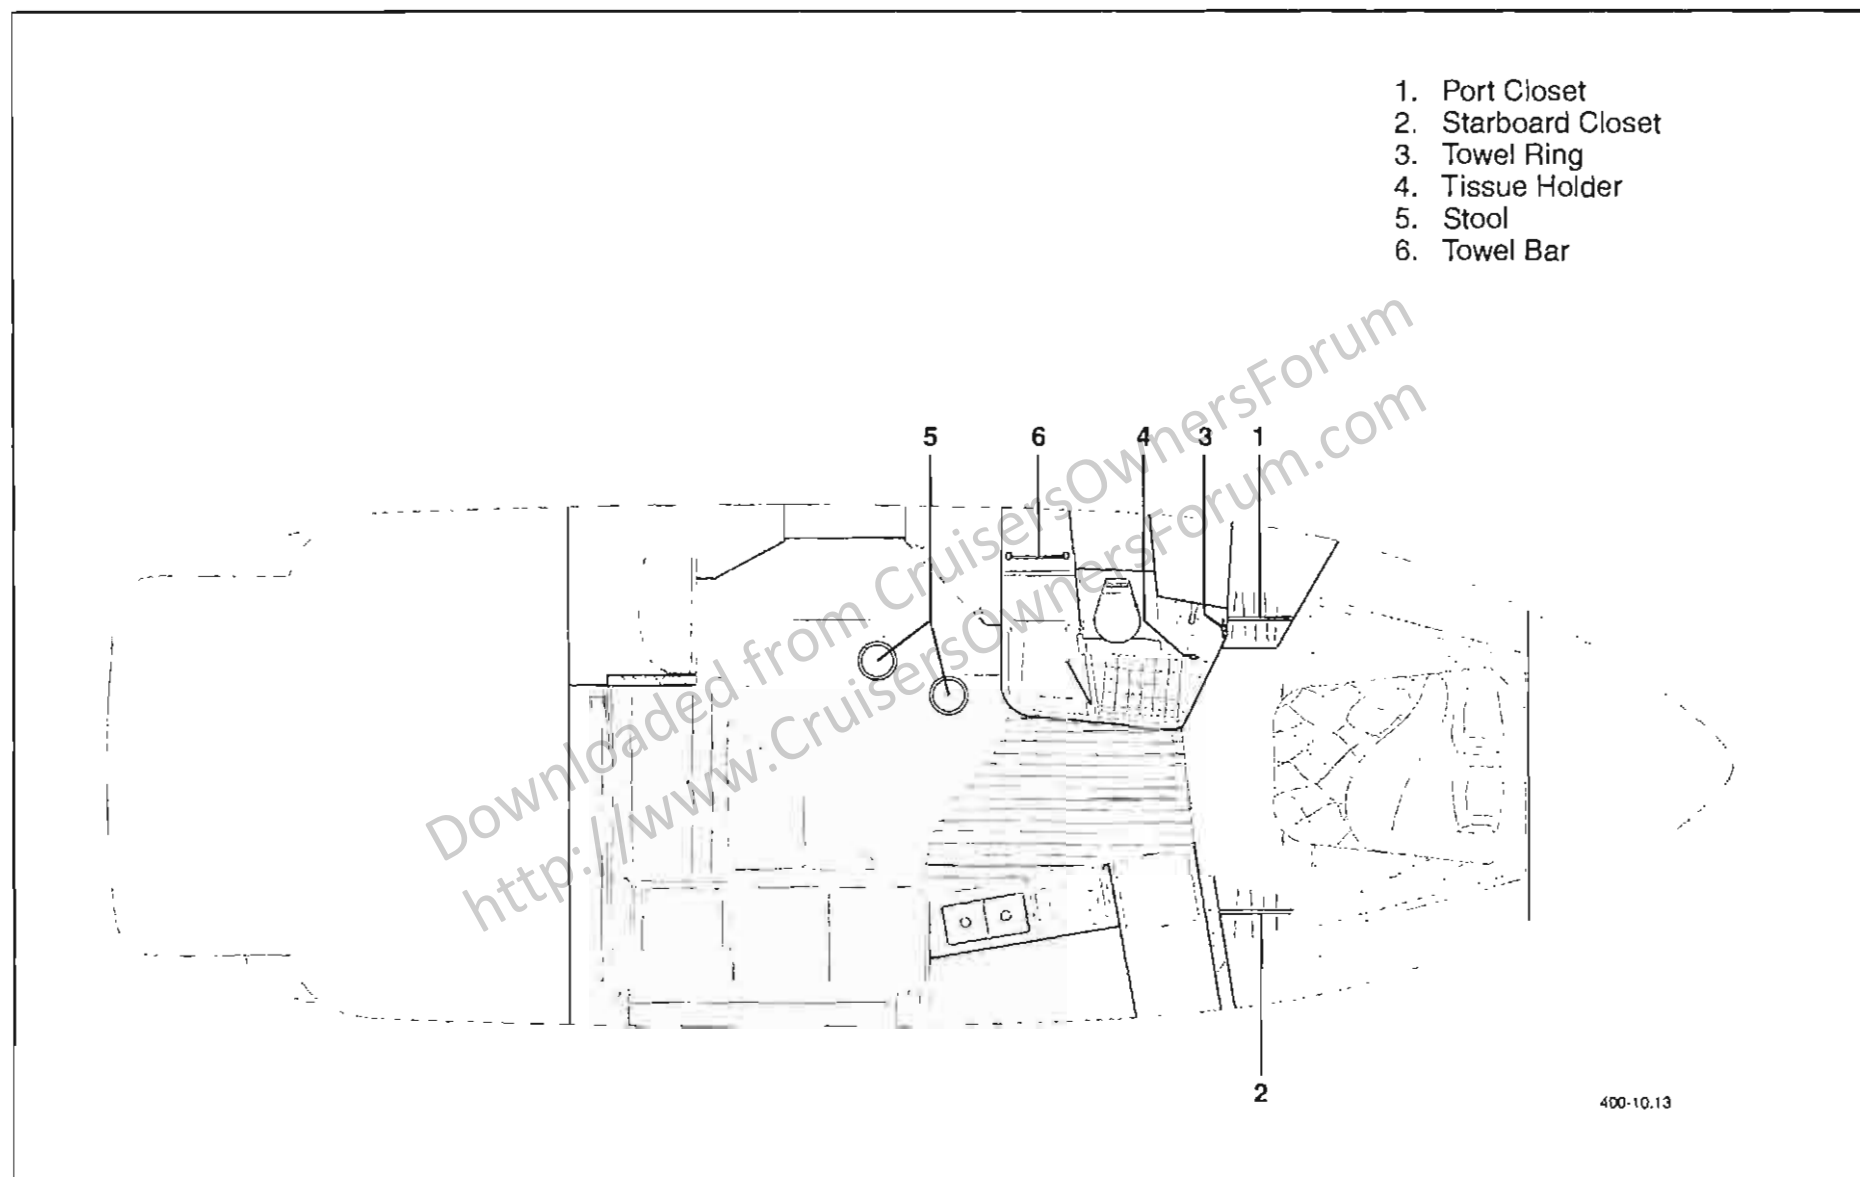 1. Port Closet
2. Starboard Closet
3. Towel Ring
4. Tissue Holder
5. Stool
6. Towel Bar
Downloaded from CruisersOwnersForum
http://www.CruisersOwnersForum.com
5 6 4 3 1
2
400-10.13